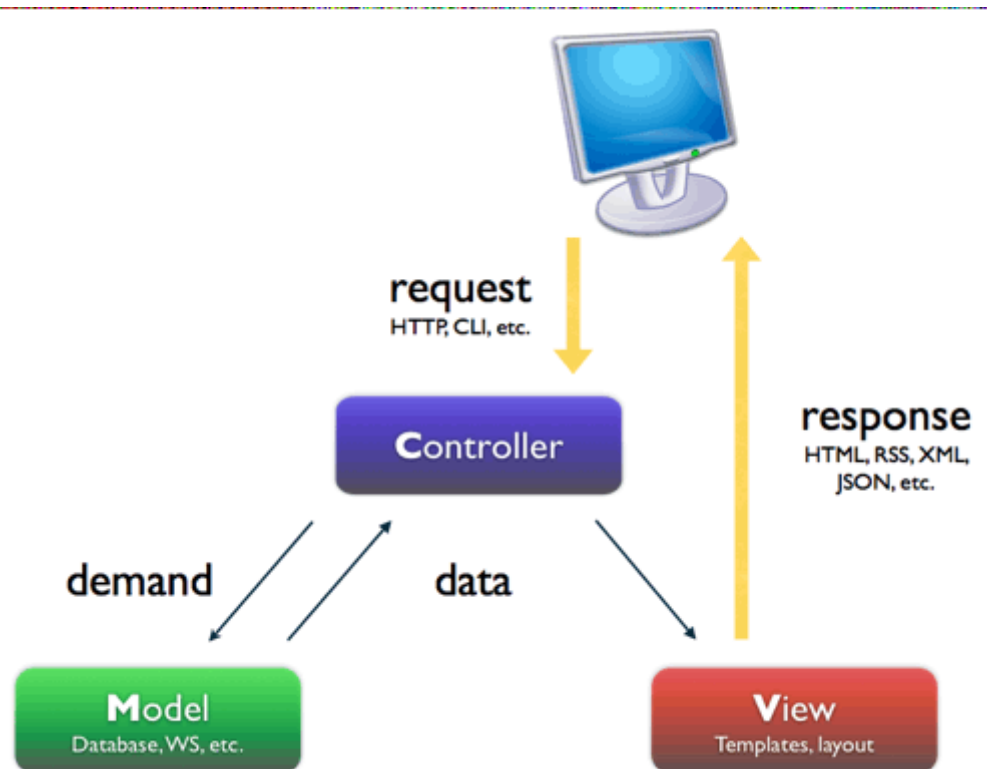 request
HTTP, CLI, etc.
Controller
response
HTML, RSS, XML,
JSON, etc.
demand
data
Model
Database, WS, etc.
View
Templates, layout